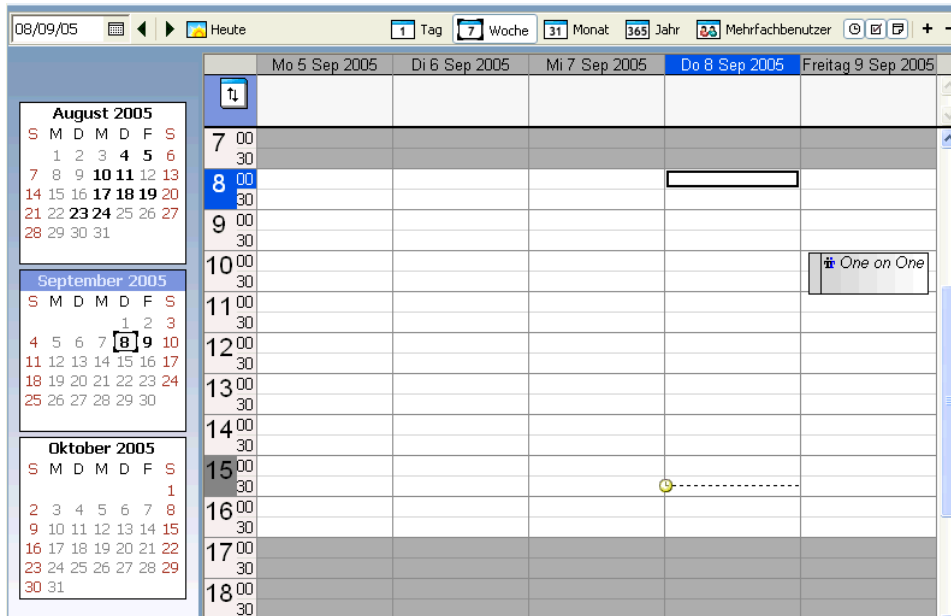 08/09/05 Heute 1 Tag 7 Woche 31 Monat 365 Jahr 23 Mehrfachbenutzer
Mo 5 Sep 2005 Di 6 Sep 2005 Mi 7 Sep 2005 Do 8 Sep 2005 Freitag 9 Sep 2005
August 2005
S M D M D F S
1 2 3 4 5 6
7 8 9 10 11 12 13
14 15 16 17 18 19 20
21 22 23 24 25 26 27
28 29 30 31
September 2005
S M D M D F S
1 2 3
4 5 6 7 8 9 10
11 12 13 14 15 16 17
18 19 20 21 22 23 24
25 26 27 28 29 30
Oktober 2005
S M D M D F S
1
2 3 4 5 6 7 8
9 10 11 12 13 14 15
16 17 18 19 20 21 22
23 24 25 26 27 28 29
30 31
7 00
30
8 00
30
9 00
30
10 00
One on One
30
11 00
30
12 00
30
13 00
30
14 00
30
15 00
30
16 00
30
17 00
30
18 00
30